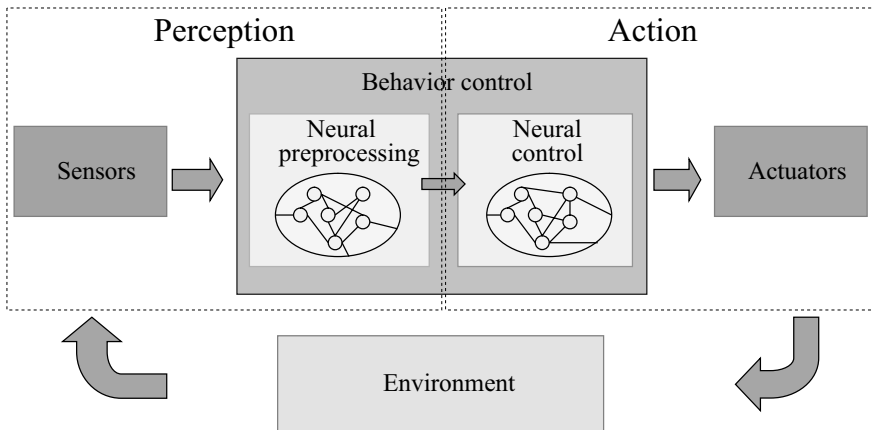 Perception
Action
Behavior control
Sensors
Neural
preprocessing
Neural
control
Actuators
Environment